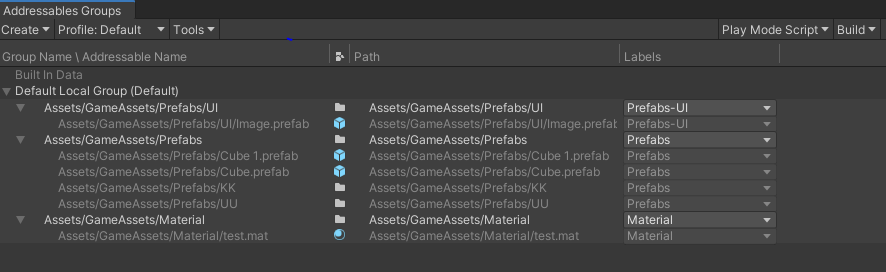 Addressables Groups
Create Profile: Default Tools Play Mode Script Build
Group Name \ Addressable Name Path Labels
Built In Data
Default Local Group (Default)
Assets/GameAssets/Prefabs/UI Assets/GameAssets/Prefabs/UI Prefabs-UI
Assets/GameAssets/Prefabs/UI/Image.prefab Assets/GameAssets/Prefabs/UI/Image.prefab Prefabs-UI
Assets/GameAssets/Prefabs Assets/GameAssets/Prefabs Prefabs
Assets/GameAssets/Prefabs/Cube 1.prefab Assets/GameAssets/Prefabs/Cube 1.prefab Prefabs
Assets/GameAssets/Prefabs/Cube.prefab Assets/GameAssets/Prefabs/Cube.prefab Prefabs
Assets/GameAssets/Prefabs/KK Assets/GameAssets/Prefabs/KK Prefabs
Assets/GameAssets/Prefabs/UU Assets/GameAssets/Prefabs/UU Prefabs
Assets/GameAssets/Material Assets/GameAssets/Material Material
Assets/GameAssets/Material/test.mat Assets/GameAssets/Material/test.mat Material